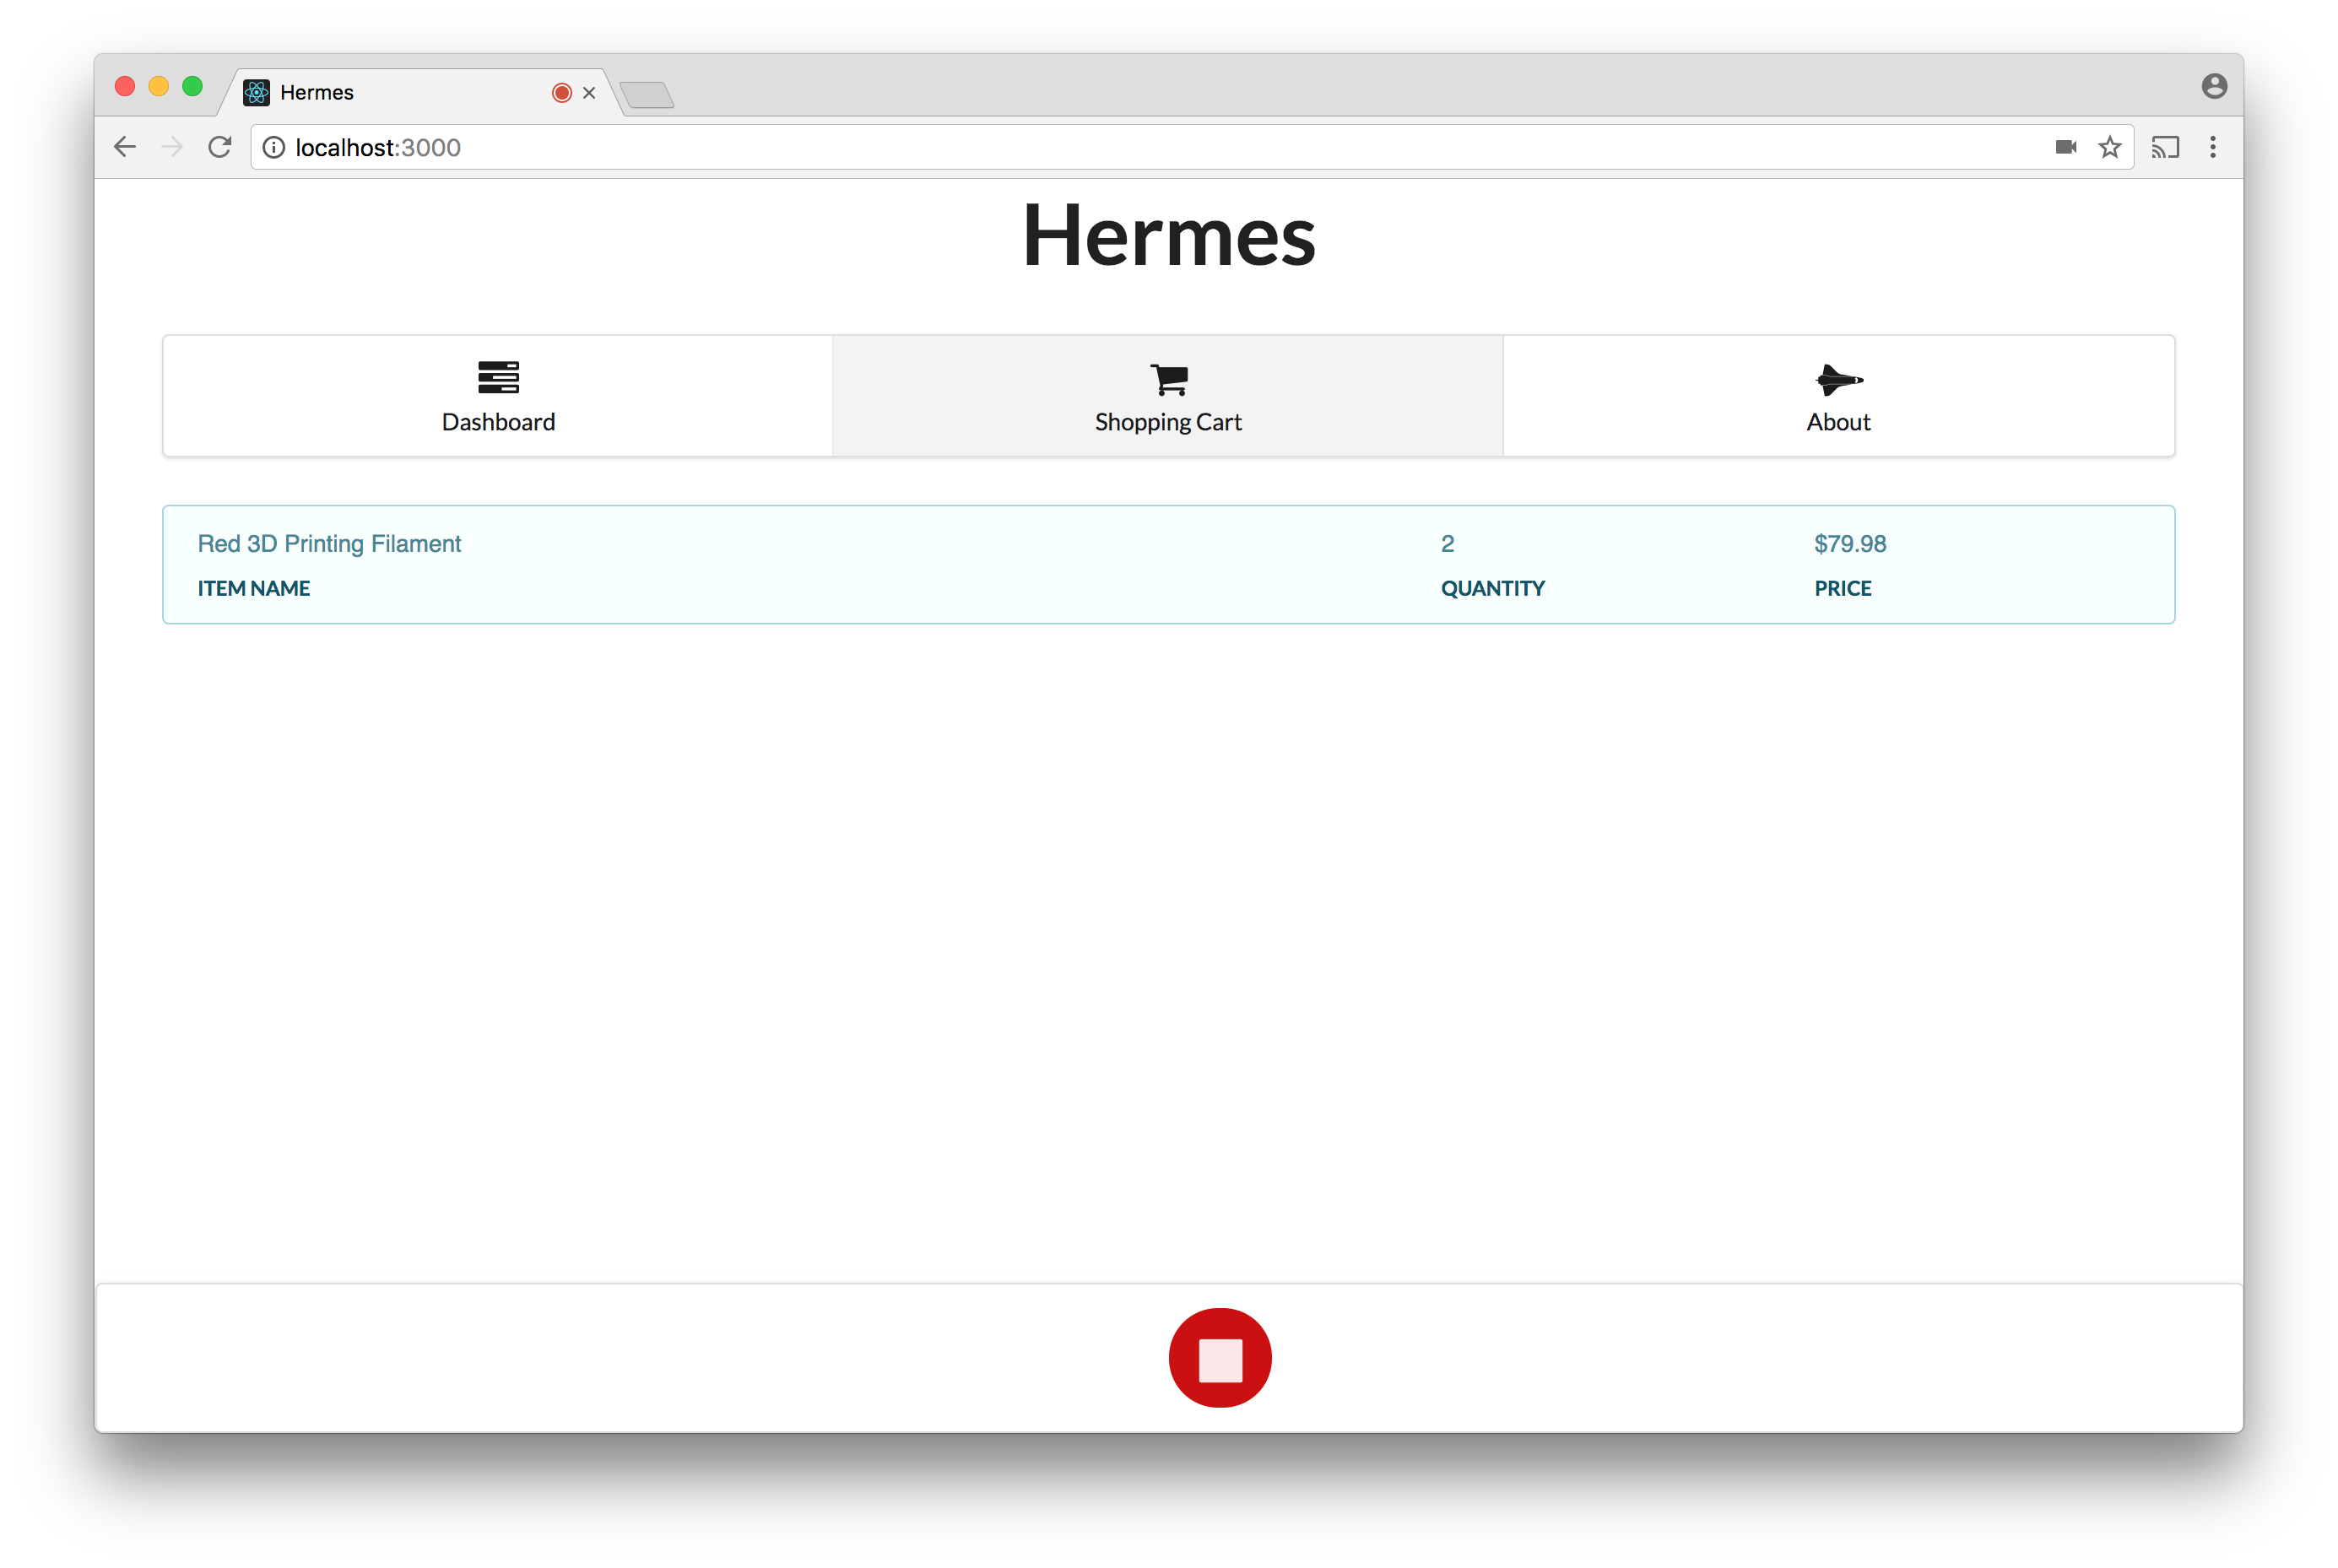 Hermes
localhost:3000
Hermes
Dashboard
Shopping Cart
About
Red 3D Printing Filament 2 $79.98
ITEM NAME QUANTITY PRICE